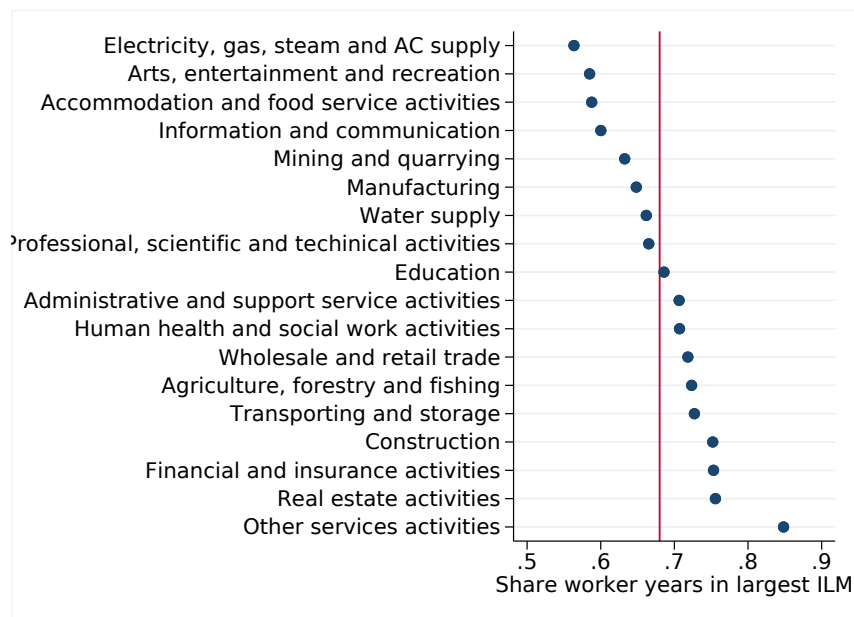 Electricity, gas, steam and AC supply
Arts, entertainment and recreation
Accommodation and food service activities
Information and communication
Mining and quarrying
Manufacturing
Water supply
Professional, scientific and techinical activities
Education
Administrative and support service activities
Human health and social work activities
Wholesale and retail trade
Agriculture, forestry and fishing
Transporting and storage
Construction
Financial and insurance activities
Real estate activities
Other services activities
.5 .6 .7 .8 .9
Share worker years in largest ILM